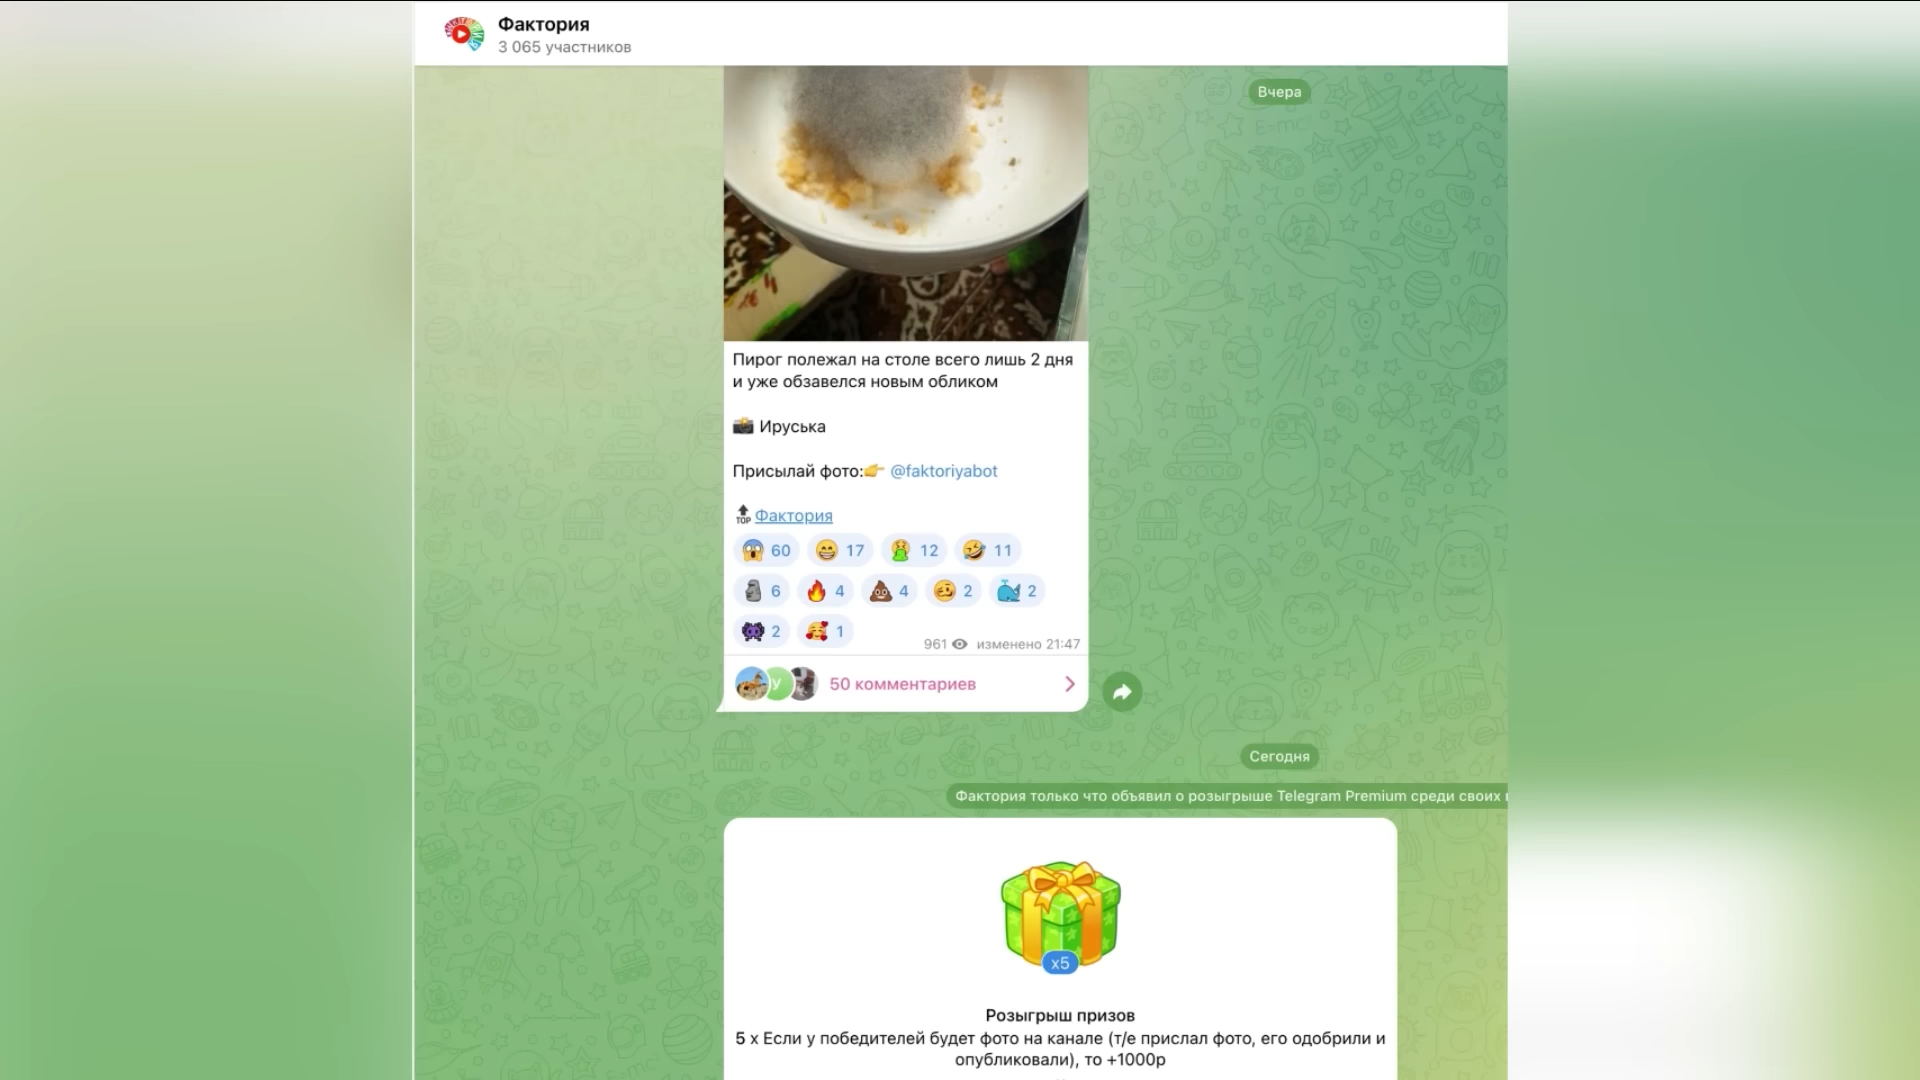 Фактория
3 065 участников
Вчера
Пирог полежал на столе всего лишь 2 дня
и уже обзавелся новым обликом
📸 Ируська
Присылай фото:👉 @faktoriyabot
🔝 Фактория
😱 60 😁 17 🤮 12 🤣 11
🗿 6 🔥 4 💩 4 🥴 2 🐳 2
👾 2 🥰 1
961 изменено 21:47
У
50 комментариев
Сегодня
Фактория только что объявил о розыгрыше Telegram Premium среди своих
x5
Розыгрыш призов
5 x Если у победителей будет фото на канале (т/е прислал фото, его одобрили и
опубликовали), то +1000р